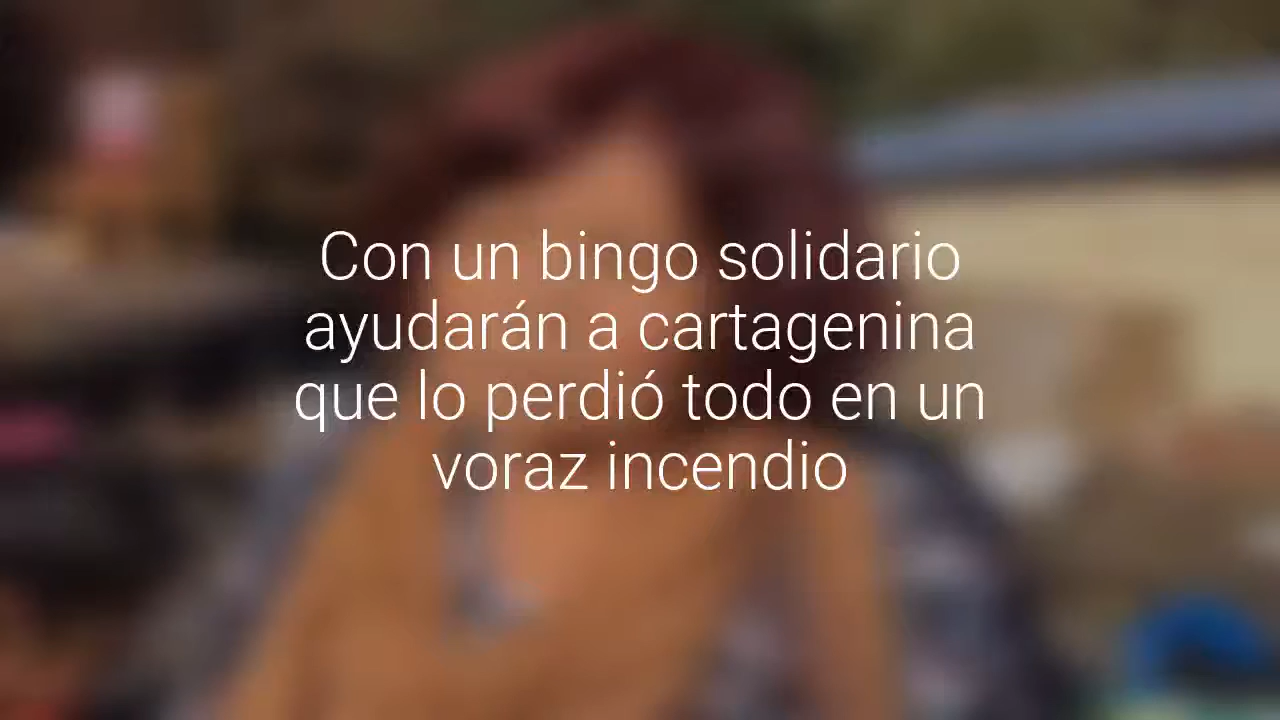 Con un bingo solidario
ayudarán a cartagenina
que lo perdió todo en un
voraz incendio